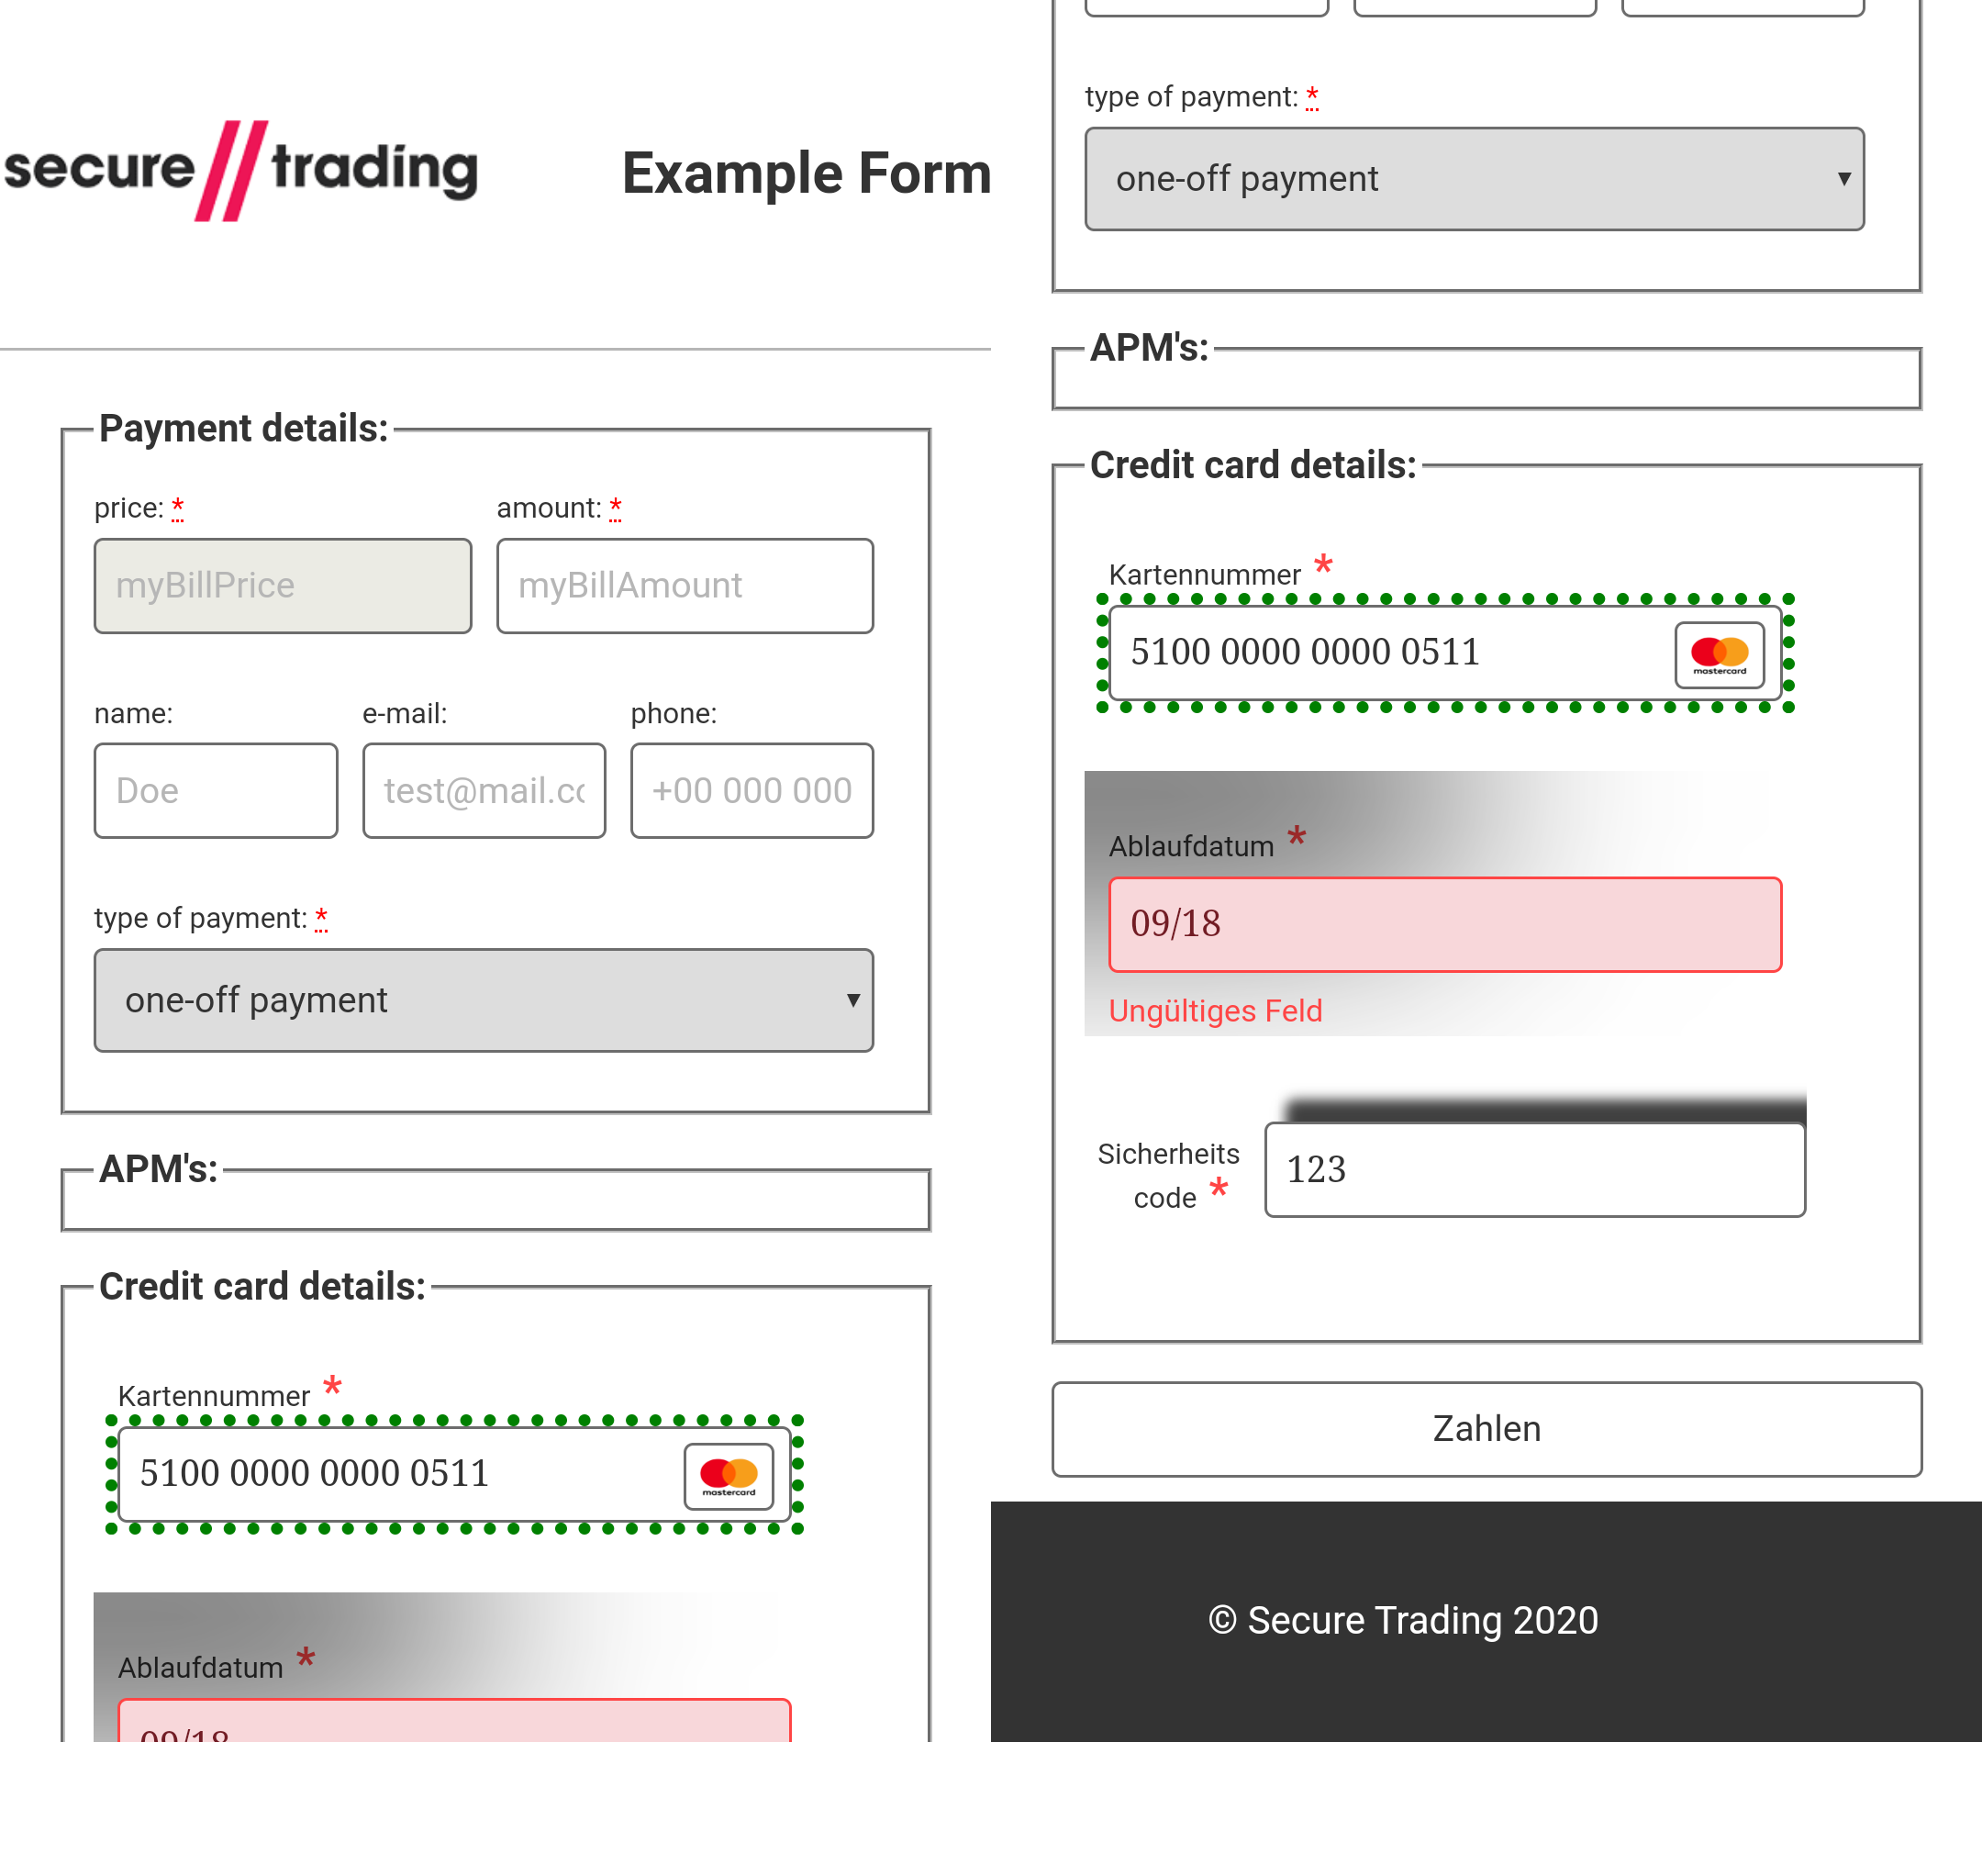 secure//trading
Example Form
Payment details:
price: *
amount: *
myBillPrice
myBillAmount
name:
e-mail:
phone:
Doe
test@mail.co
+00 000 000
type of payment: *
one-off payment
APM's:
Credit card details:
Kartennummer *
5100 0000 0000 0511
mastercard
Ablaufdatum *
09/18
type of payment: *
one-off payment
APM's:
Credit card details:
Kartennummer *
5100 0000 0000 0511
mastercard
Ablaufdatum *
09/18
Ungültiges Feld
Sicherheits
code *
123
Zahlen
© Secure Trading 2020